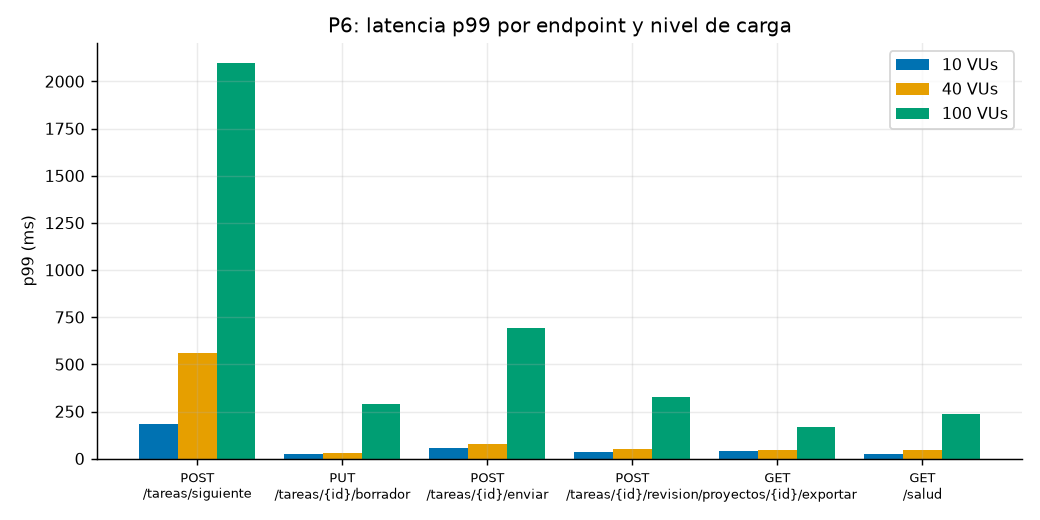 P6: latencia p99 por endpoint y nivel de carga
10 VUs
40 VUs
100 VUs
p99 (ms)
2000
1750
1500
1250
1000
750
500
250
0
POST
/tareas/siguiente
PUT
/tareas/{id}/borrador
POST
/tareas/{id}/enviar
POST
/tareas/{id}/revision
GET
/proyectos/{id}/exportar
GET
/salud